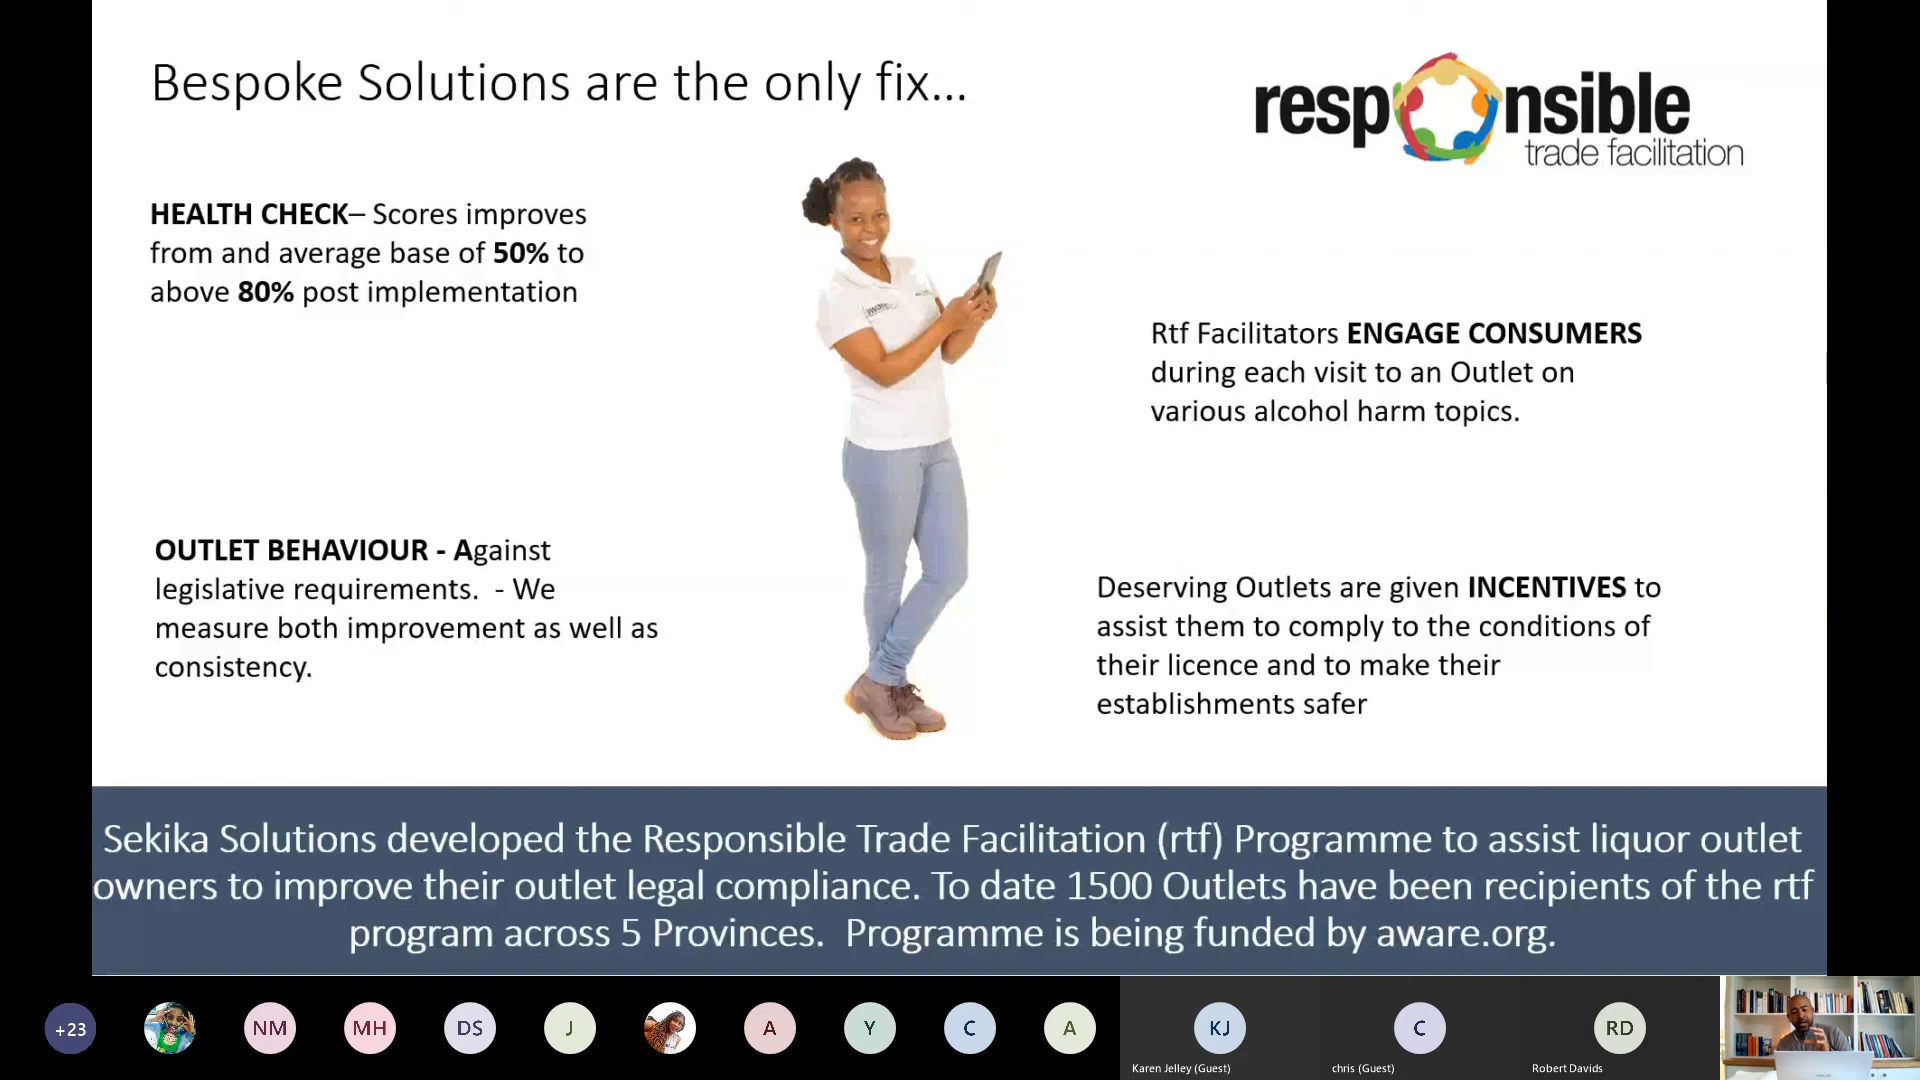 Bespoke Solutions are the only fix...
responsible
trade facilitation
HEALTH CHECK– Scores improves
from and average base of 50% to
above 80% post implementation
aware
Rtf Facilitators ENGAGE CONSUMERS
during each visit to an Outlet on
various alcohol harm topics.
OUTLET BEHAVIOUR - Against
legislative requirements.  - We
measure both improvement as well as
consistency.
Deserving Outlets are given INCENTIVES to
assist them to comply to the conditions of
their licence and to make their
establishments safer
Sekika Solutions developed the Responsible Trade Facilitation (rtf) Programme to assist liquor outlet
owners to improve their outlet legal compliance. To date 1500 Outlets have been recipients of the rtf
program across 5 Provinces.  Programme is being funded by aware.org.
+23
NM
MH
DS
J
A
Y
C
A
KJ
Karen Jelley (Guest)
C
chris (Guest)
RD
Robert Davids